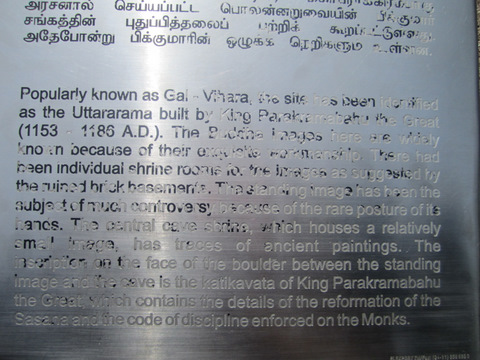 அரசனால் செய்யப்பட்ட பொலன்னறுவையின் பிக்குமார்
சங்கத்தின் புதுப்பித்தலைப் பற்றிக் கூறப்பட்டுள்ளது.
அதேபோன்று பிக்குமாரின் ஒழுக்க நெறிகளும் உள்ளன.
Popularly known as Gal - Vihara, the site has been identified
as the Uttararama built by King Parakramabahu the Great
(1153 - 1186 A.D.). The Buddha images here are widely
known because of their exquisite workmanship. There had
been individual shrine rooms for the images as suggested by
the ruined brick basements. The standing image has been the
subject of much controversy because of the rare posture of its
hands. The central cave shrine, which houses a relatively
small image, has traces of ancient paintings. The
inscription on the face of the boulder between the standing
image and the cave is the katikavata of King Parakramabahu
the Great, which contains the details of the reformation of the
Sasana and the code of discipline enforced on the Monks.